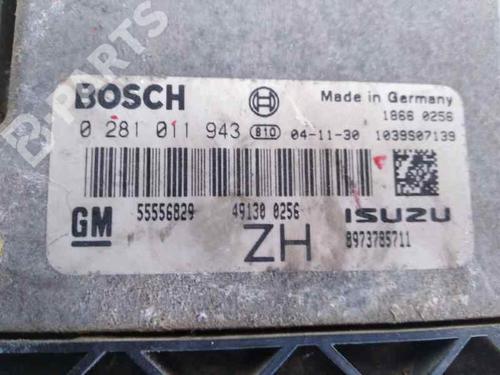 B PARTS
BOSCH
Made in Germany
1866 0256
0 281 011 943 810 04-11-30 1039S07139
GM 55556829 49130 0256 ISUZU
ZH 8973785711